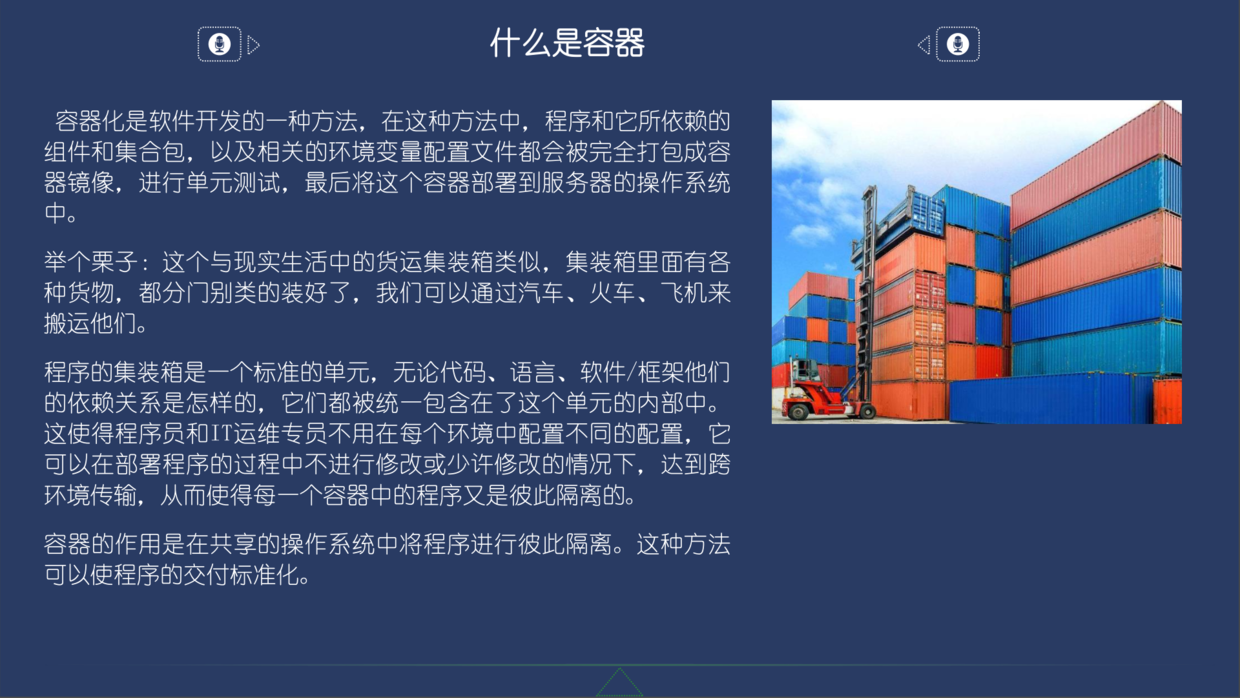 什么是容器
容器化是软件开发的一种方法，在这种方法中，程序和它所依赖的
组件和集合包，以及相关的环境变量配置文件都会被完全打包成容
器镜像，进行单元测试，最后将这个容器部署到服务器的操作系统
中。
举个栗子：这个与现实生活中的货运集装箱类似，集装箱里面有各
种货物，都分门别类的装好了，我们可以通过汽车、火车、飞机来
搬运他们。
程序的集装箱是一个标准的单元，无论代码、语言、软件/框架他们
的依赖关系是怎样的，它们都被统一包含在了这个单元的内部中。
这使得程序员和IT运维专员不用在每个环境中配置不同的配置，它
可以在部署程序的过程中不进行修改或少许修改的情况下，达到跨
环境传输，从而使得每一个容器中的程序又是彼此隔离的。
容器的作用是在共享的操作系统中将程序进行彼此隔离。这种方法
可以使程序的交付标准化。